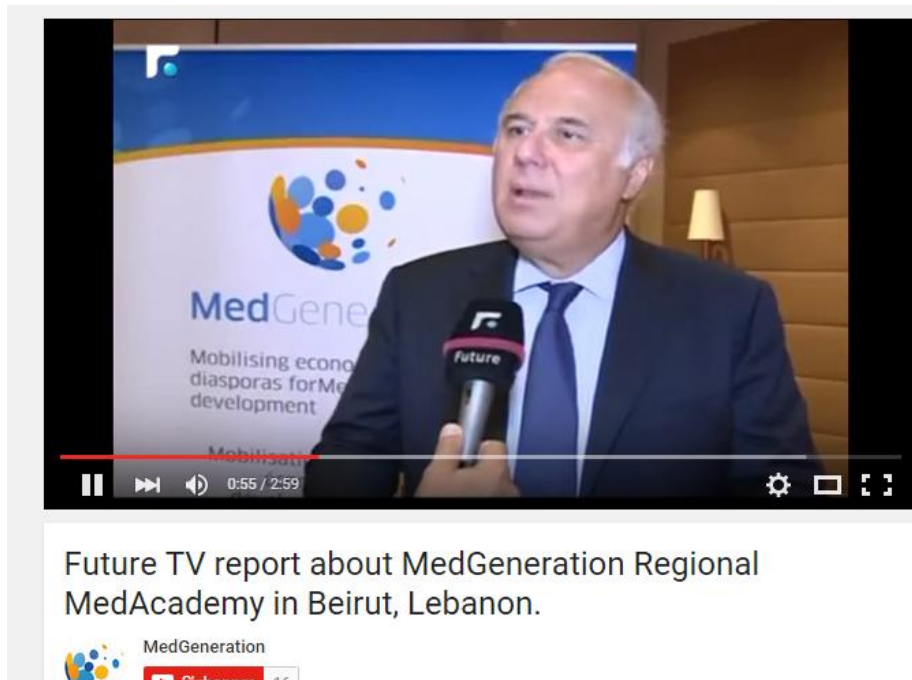 MedGene
Mobilising econo
diasporas forMe
development
Mobilisati
Future
0:55 / 2:59
Future TV report about MedGeneration Regional
MedAcademy in Beirut, Lebanon.
MedGeneration